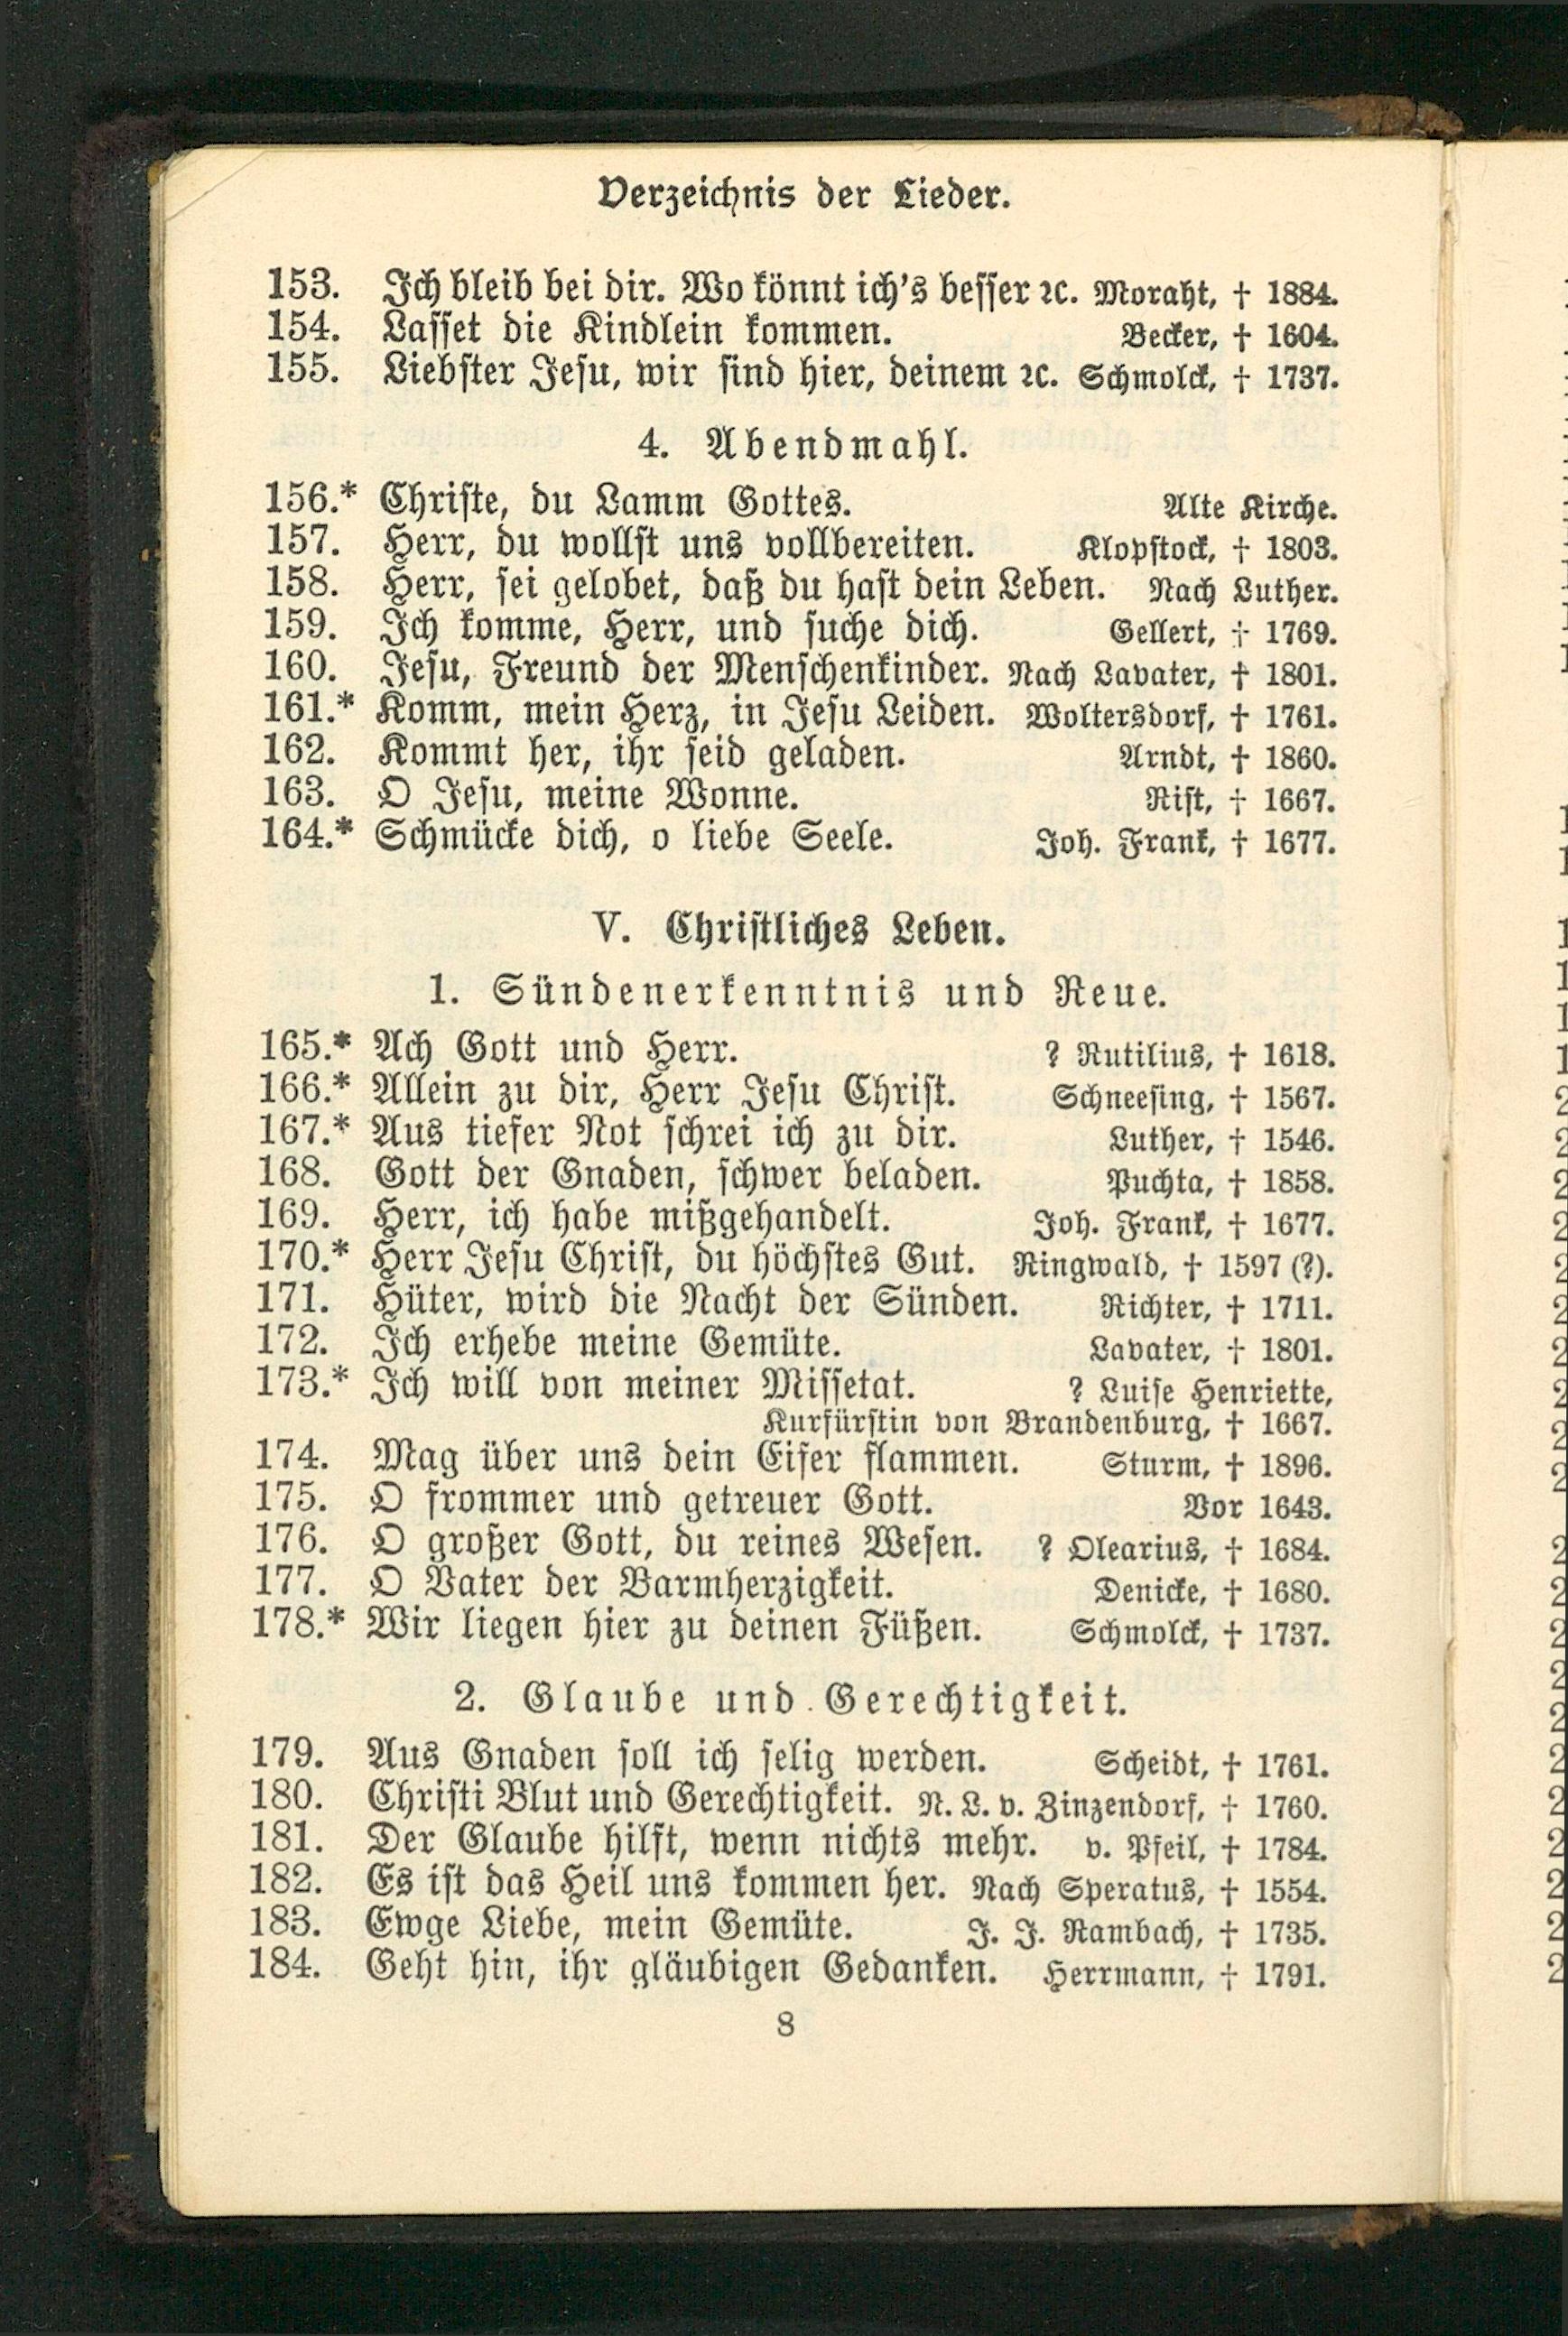 Verzeichnis der Lieder.
153. Ich bleib bei dir. Wo könnt ich's besser ꝛc. Moraht, † 1884.
154. Lasset die Kindlein kommen. Becker, † 1604.
155. Liebster Jesu, wir sind hier, deinem ꝛc. Schmolck, † 1737.
4. Abendmahl.
156.* Christe, du Lamm Gottes. Alte Kirche.
157. Herr, du wollst uns vollbereiten. Klopstock, † 1803.
158. Herr, sei gelobet, daß du hast dein Leben. Nach Luther.
159. Ich komme, Herr, und suche dich. Gellert, † 1769.
160. Jesu, Freund der Menschenkinder. Nach Lavater, † 1801.
161.* Komm, mein Herz, in Jesu Leiden. Woltersdorf, † 1761.
162. Kommt her, ihr seid geladen. Arndt, † 1860.
163. O Jesu, meine Wonne. Rist, † 1667.
164.* Schmücke dich, o liebe Seele. Joh. Frank, † 1677.
V. Christliches Leben.
1. Sündenerkenntnis und Reue.
165.* Ach Gott und Herr. ? Rutilius, † 1618.
166.* Allein zu dir, Herr Jesu Christ. Schneesing, † 1567.
167.* Aus tiefer Not schrei ich zu dir. Luther, † 1546.
168. Gott der Gnaden, schwer beladen. Puchta, † 1858.
169. Herr, ich habe mißgehandelt. Joh. Frank, † 1677.
170.* Herr Jesu Christ, du höchstes Gut. Ringwald, † 1597 (?).
171. Hüter, wird die Nacht der Sünden. Richter, † 1711.
172. Ich erhebe meine Gemüte. Lavater, † 1801.
173.* Ich will von meiner Missetat. ? Luise Henriette,
Kurfürstin von Brandenburg, † 1667.
174. Mag über uns dein Eifer flammen. Sturm, † 1896.
175. O frommer und getreuer Gott. Vor 1643.
176. O großer Gott, du reines Wesen. ? Olearius, † 1684.
177. O Vater der Barmherzigkeit. Denicke, † 1680.
178.* Wir liegen hier zu deinen Füßen. Schmolck, † 1737.
2. Glaube und Gerechtigkeit.
179. Aus Gnaden soll ich selig werden. Scheidt, † 1761.
180. Christi Blut und Gerechtigkeit. N. L. v. Zinzendorf, † 1760.
181. Der Glaube hilft, wenn nichts mehr. v. Pfeil, † 1784.
182. Es ist das Heil uns kommen her. Nach Speratus, † 1554.
183. Ewge Liebe, mein Gemüte. J. J. Rambach, † 1735.
184. Geht hin, ihr gläubigen Gedanken. Herrmann, † 1791.
8